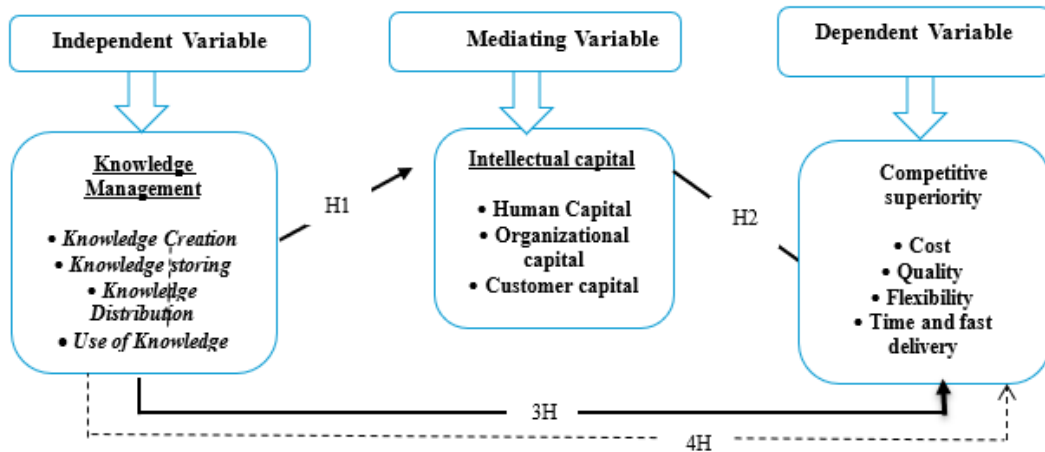 Independent Variable
Mediating Variable
Dependent Variable
Knowledge
Management
• Knowledge Creation
• Knowledge storing
• Knowledge
Distribution
• Use of Knowledge
H1
Intellectual capital
• Human Capital
• Organizational
capital
• Customer capital
H2
Competitive
superiority
• Cost
• Quality
• Flexibility
• Time and fast
delivery
3H
4H